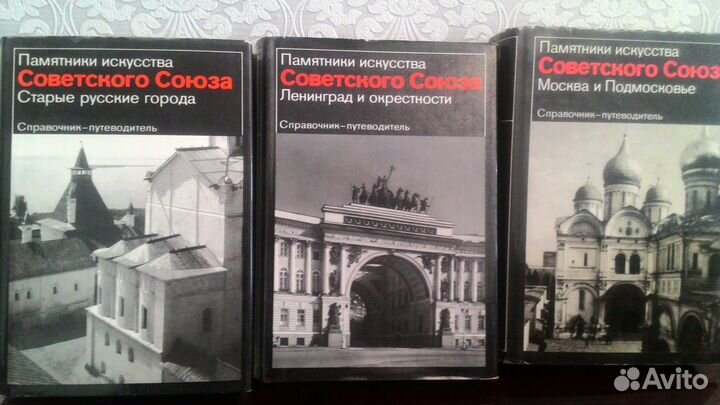 Памятники искусства
Советского Союза
Старые русские города
Справочник-путеводитель
Памятники искусства
Советского Союза
Ленинград и окрестности
Справочник-путеводитель
Памятники искусства
Советского Союз
Москва и Подмосковье
Справочник-путеводитель
Avito